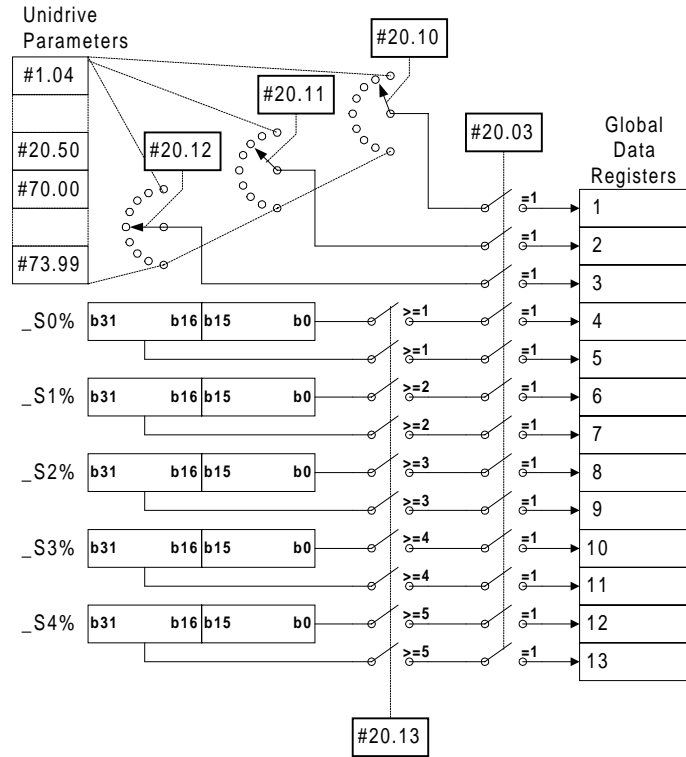 Unidrive
Parameters
#1.04
#20.50
#70.00
#73.99
#20.12
#20.11
#20.10
#20.03
Global
Data
Registers
=1 1
=1 2
=1 3
_S0% b31 b16 b15 b0 >=1 =1 4
>=1 =1 5
_S1% b31 b16 b15 b0 >=2 =1 6
>=2 =1 7
_S2% b31 b16 b15 b0 >=3 =1 8
>=3 =1 9
_S3% b31 b16 b15 b0 >=4 =1 10
>=4 =1 11
_S4% b31 b16 b15 b0 >=5 =1 12
>=5 =1 13
#20.13